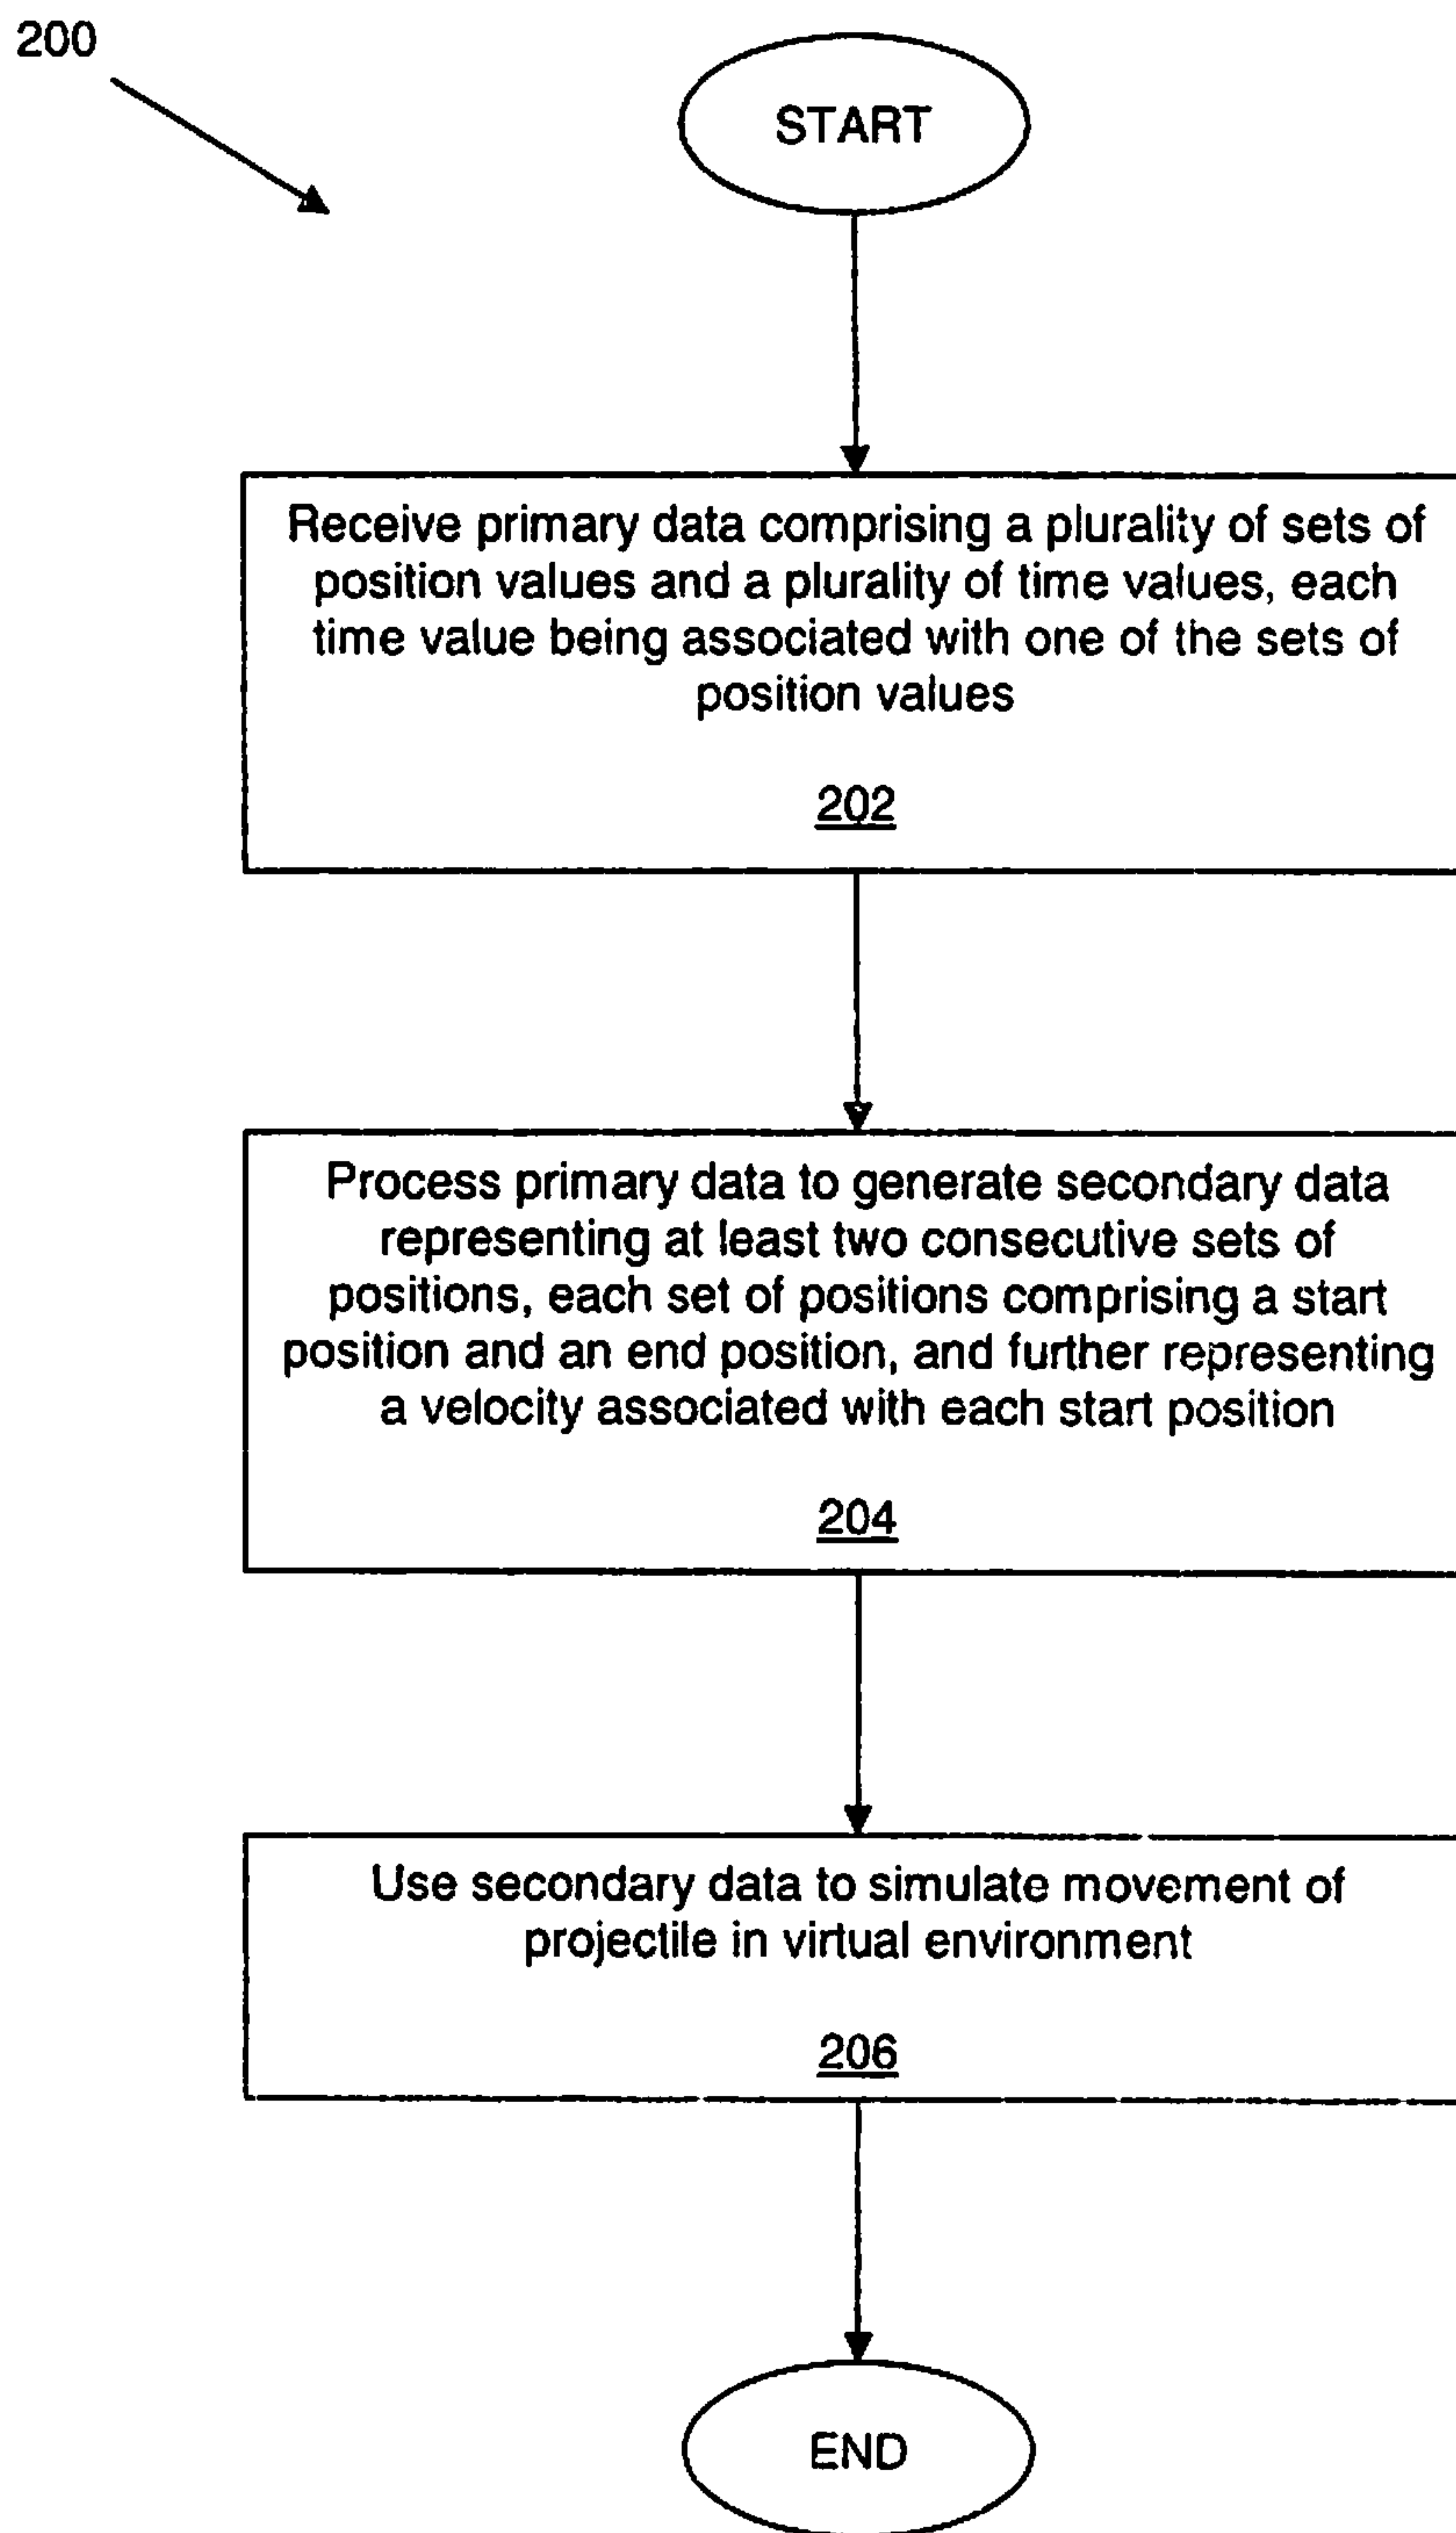 200
START
Receive primary data comprising a plurality of sets of
position values and a plurality of time values, each
time value being associated with one of the sets of
position values
202
Process primary data to generate secondary data
representing at least two consecutive sets of
positions, each set of positions comprising a start
position and an end position, and further representing
a velocity associated with each start position
204
Use secondary data to simulate movement of
projectile in virtual environment
206
END